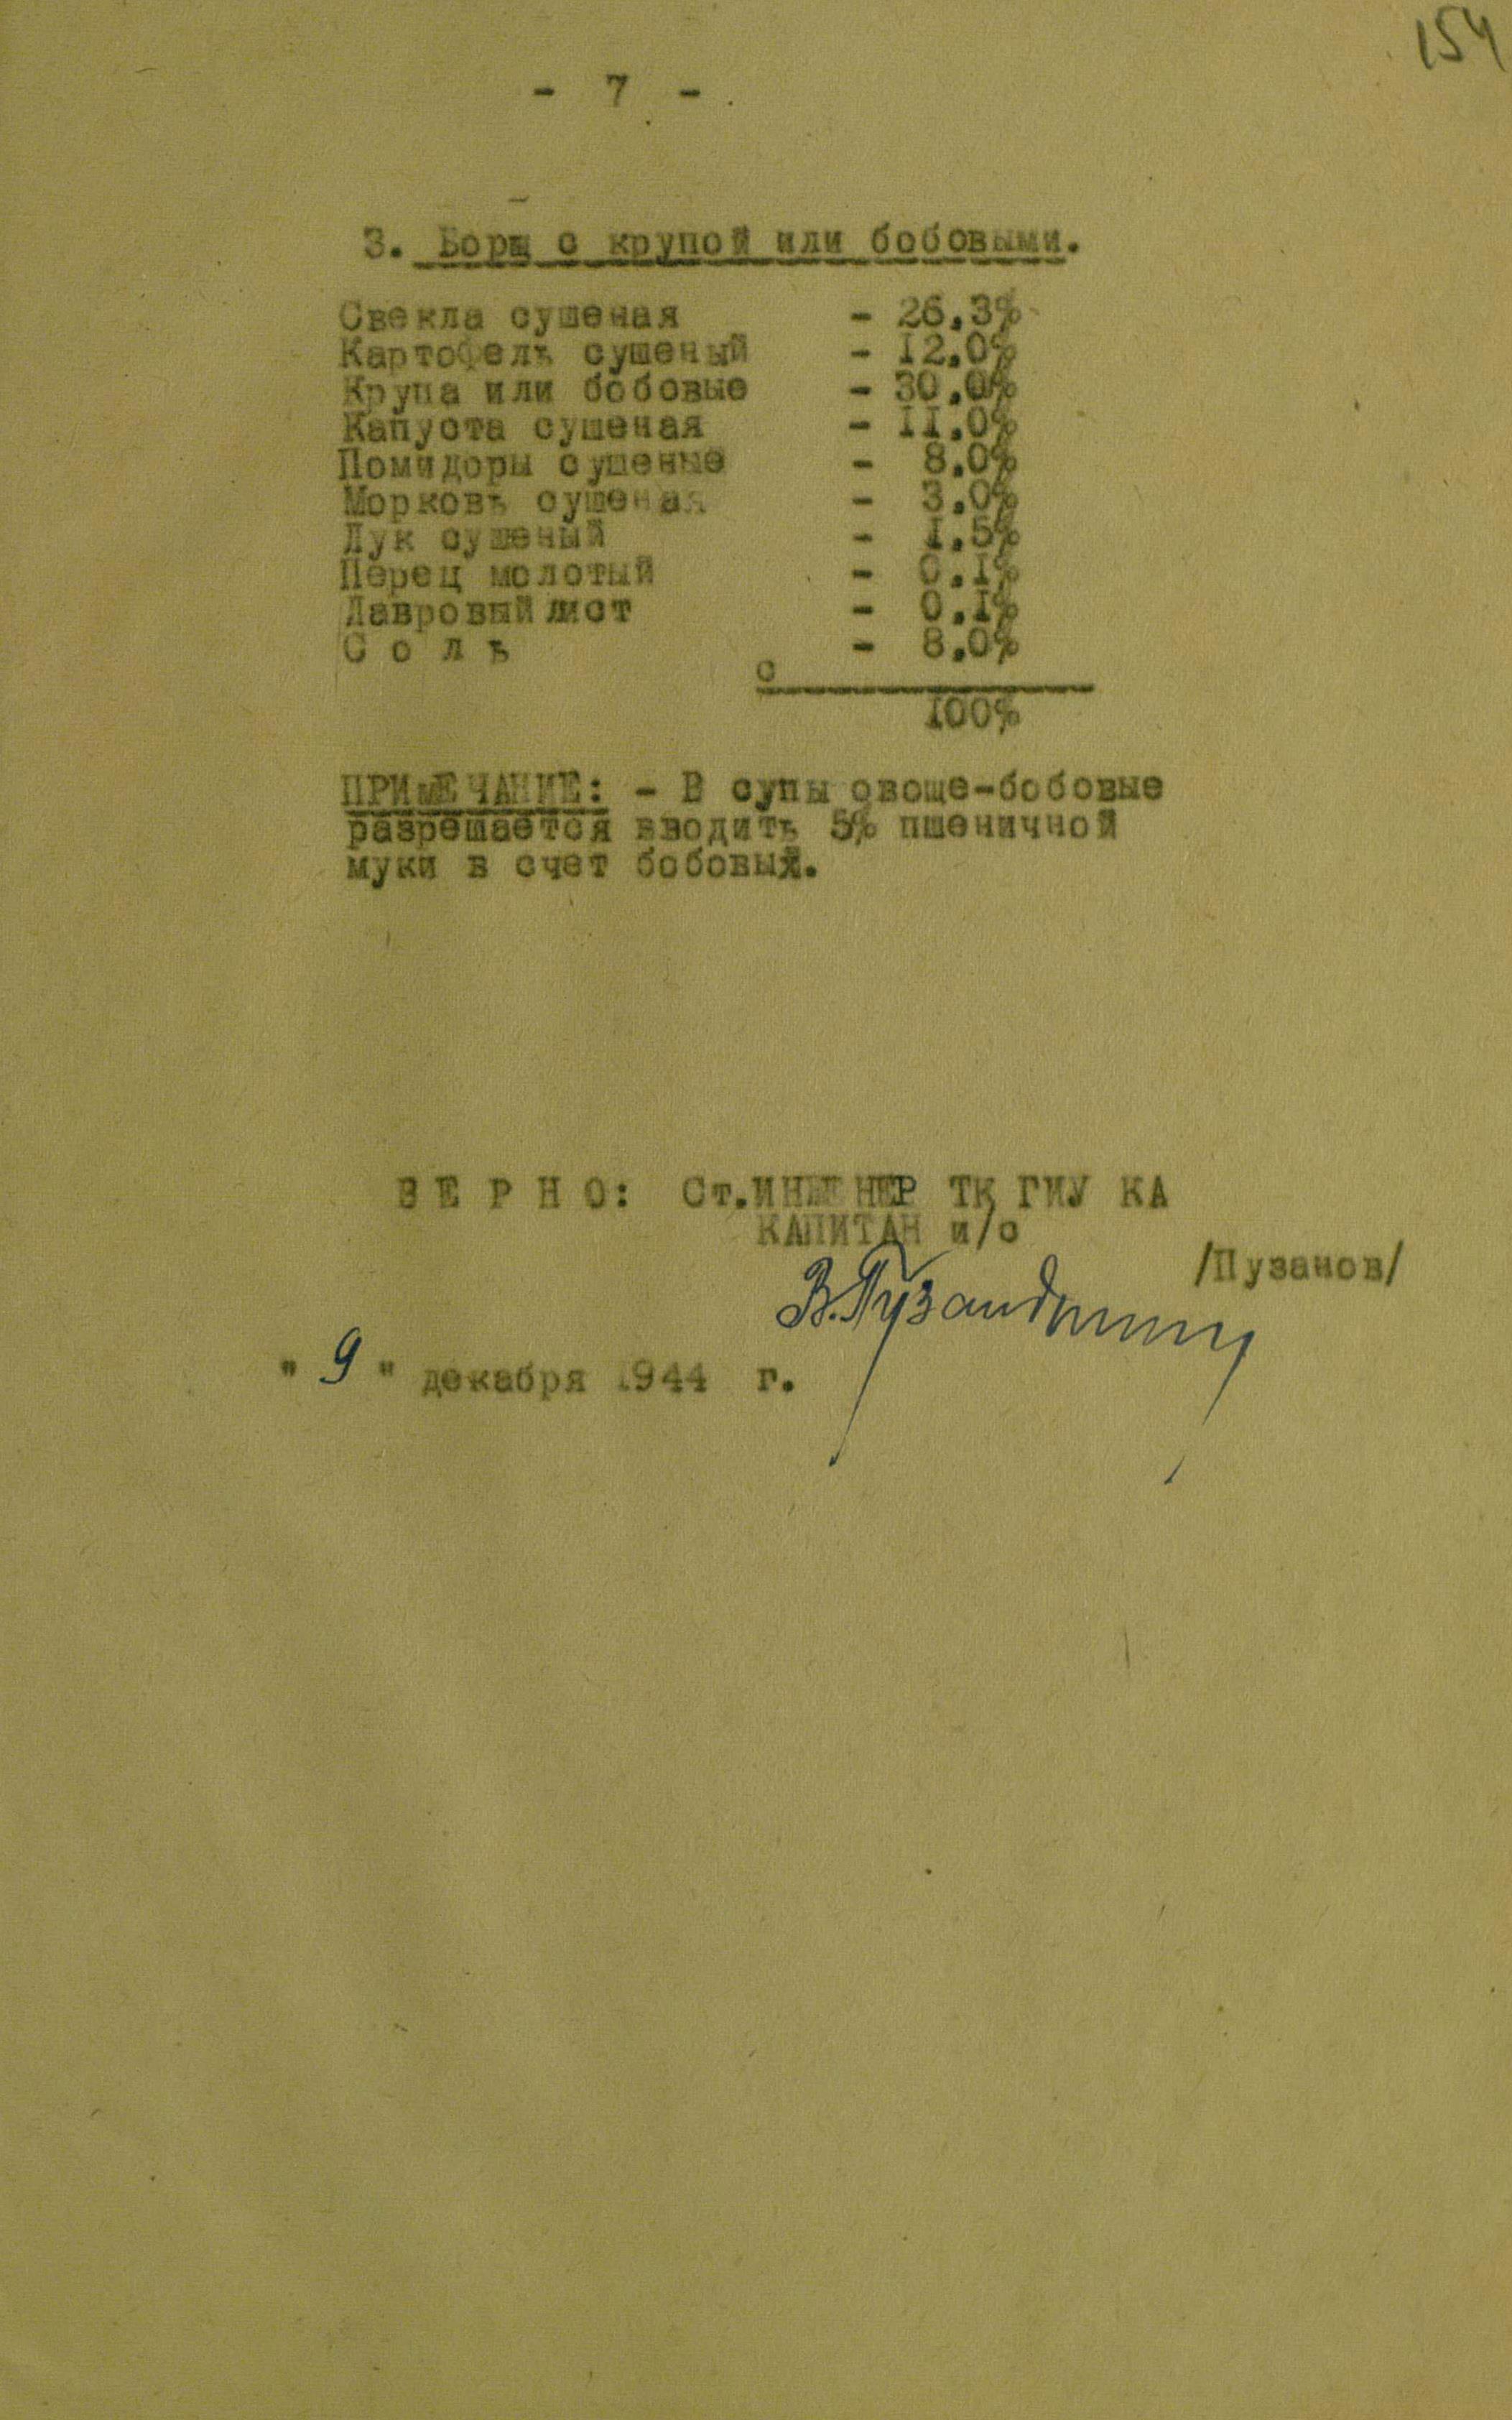 154
- 7 -
3. Борщ с крупой или бобовыми.
Свекла сушеная - 26.3%
Картофель сушеный - 12.0%
Крупа или бобовые - 30.0%
Капуста сушеная - 11.0%
Помидоры сушеные - 8.0%
Морковь сушеная - 3.0%
Лук сушеный - 1.5%
Перец молотый - 0.1%
Лавровый лист - 0.1%
С о л ь - 8.0%
с
100%
ПРИМЕЧАНИЕ: - В супы овоще-бобовые
разрешается вводить 5% пшеничной
муки в счет бобовых.
В Е Р Н О: Ст.ИНЖЕНЕР ТК ГИУ КА
КАПИТАН и/с
/Пузанов/
В.Пузанов
" 9 " декабря 1944 г.